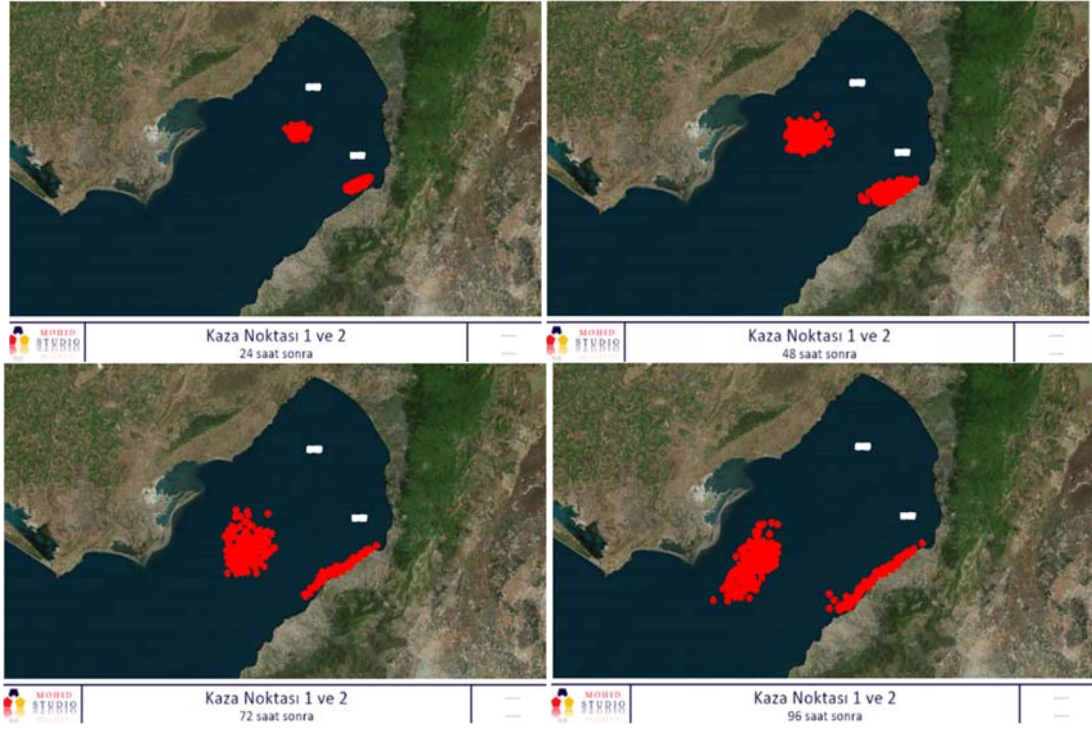 MOHID
STUDIO
Kaza Noktası 1 ve 2
24 saat sonra
MOHID
STUDIO
Kaza Noktası 1 ve 2
48 saat sonra
MOHID
STUDIO
Kaza Noktası 1 ve 2
72 saat sonra
MOHID
STUDIO
Kaza Noktası 1 ve 2
96 saat sonra